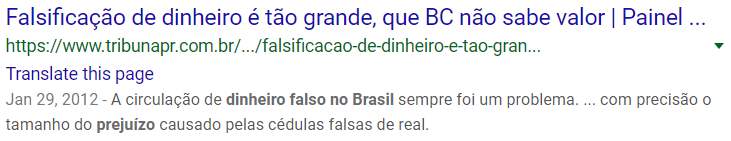 Falsificação de dinheiro é tão grande, que BC não sabe valor | Painel ...
https://www.tribunapr.com.br/.../falsificacao-de-dinheiro-e-tao-gran...
Translate this page
Jan 29, 2012 - A circulação de dinheiro falso no Brasil sempre foi um problema. ... com precisão o
tamanho do prejuízo causado pelas cédulas falsas de real.